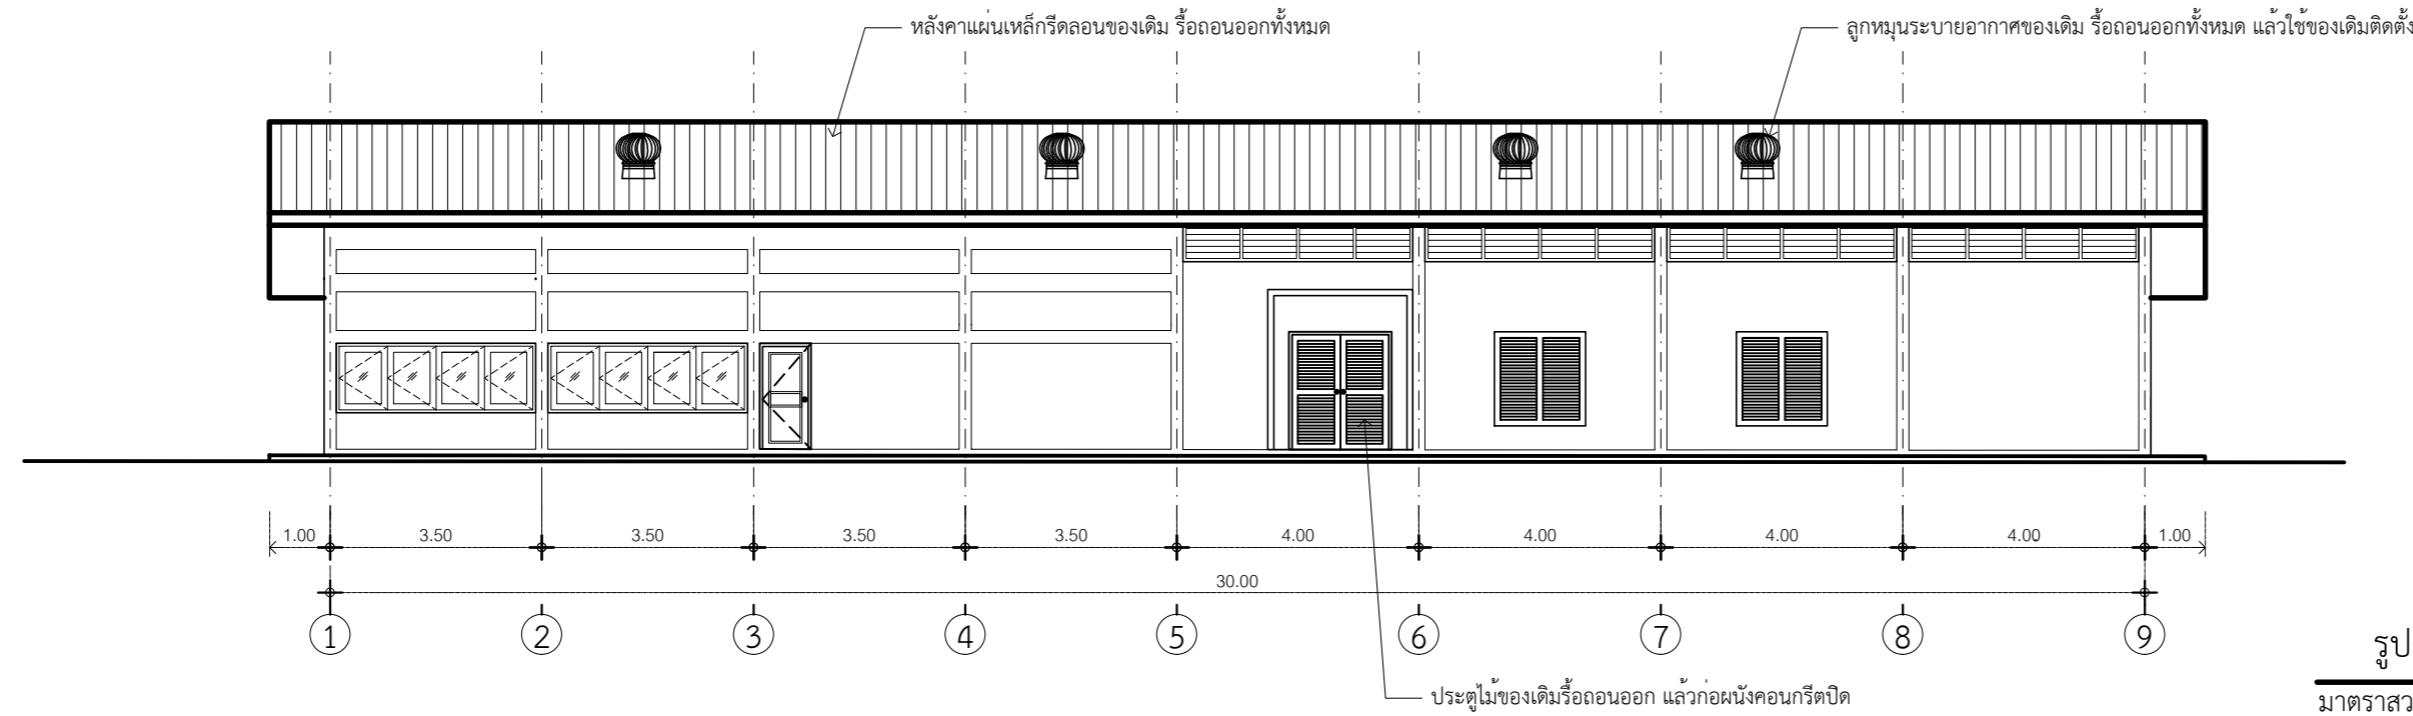 หลังคาแผ่นเหล็กรีดลอนของเดิม รื้อถอนออกทั้งหมด
ลูกหมุนระบายอากาศของเดิม รื้อถอนออกทั้งหมด แล้วใช้ของเดิมติดตั้ง
1.00 3.50 3.50 3.50 3.50 4.00 4.00 4.00 4.00 1.00
30.00
1 2 3 4 5 6 7 8 9
รูป
ประตูไม้ของเดิมรื้อถอนออก แล้วก่อผนังคอนกรีตปิด
มาตราสว